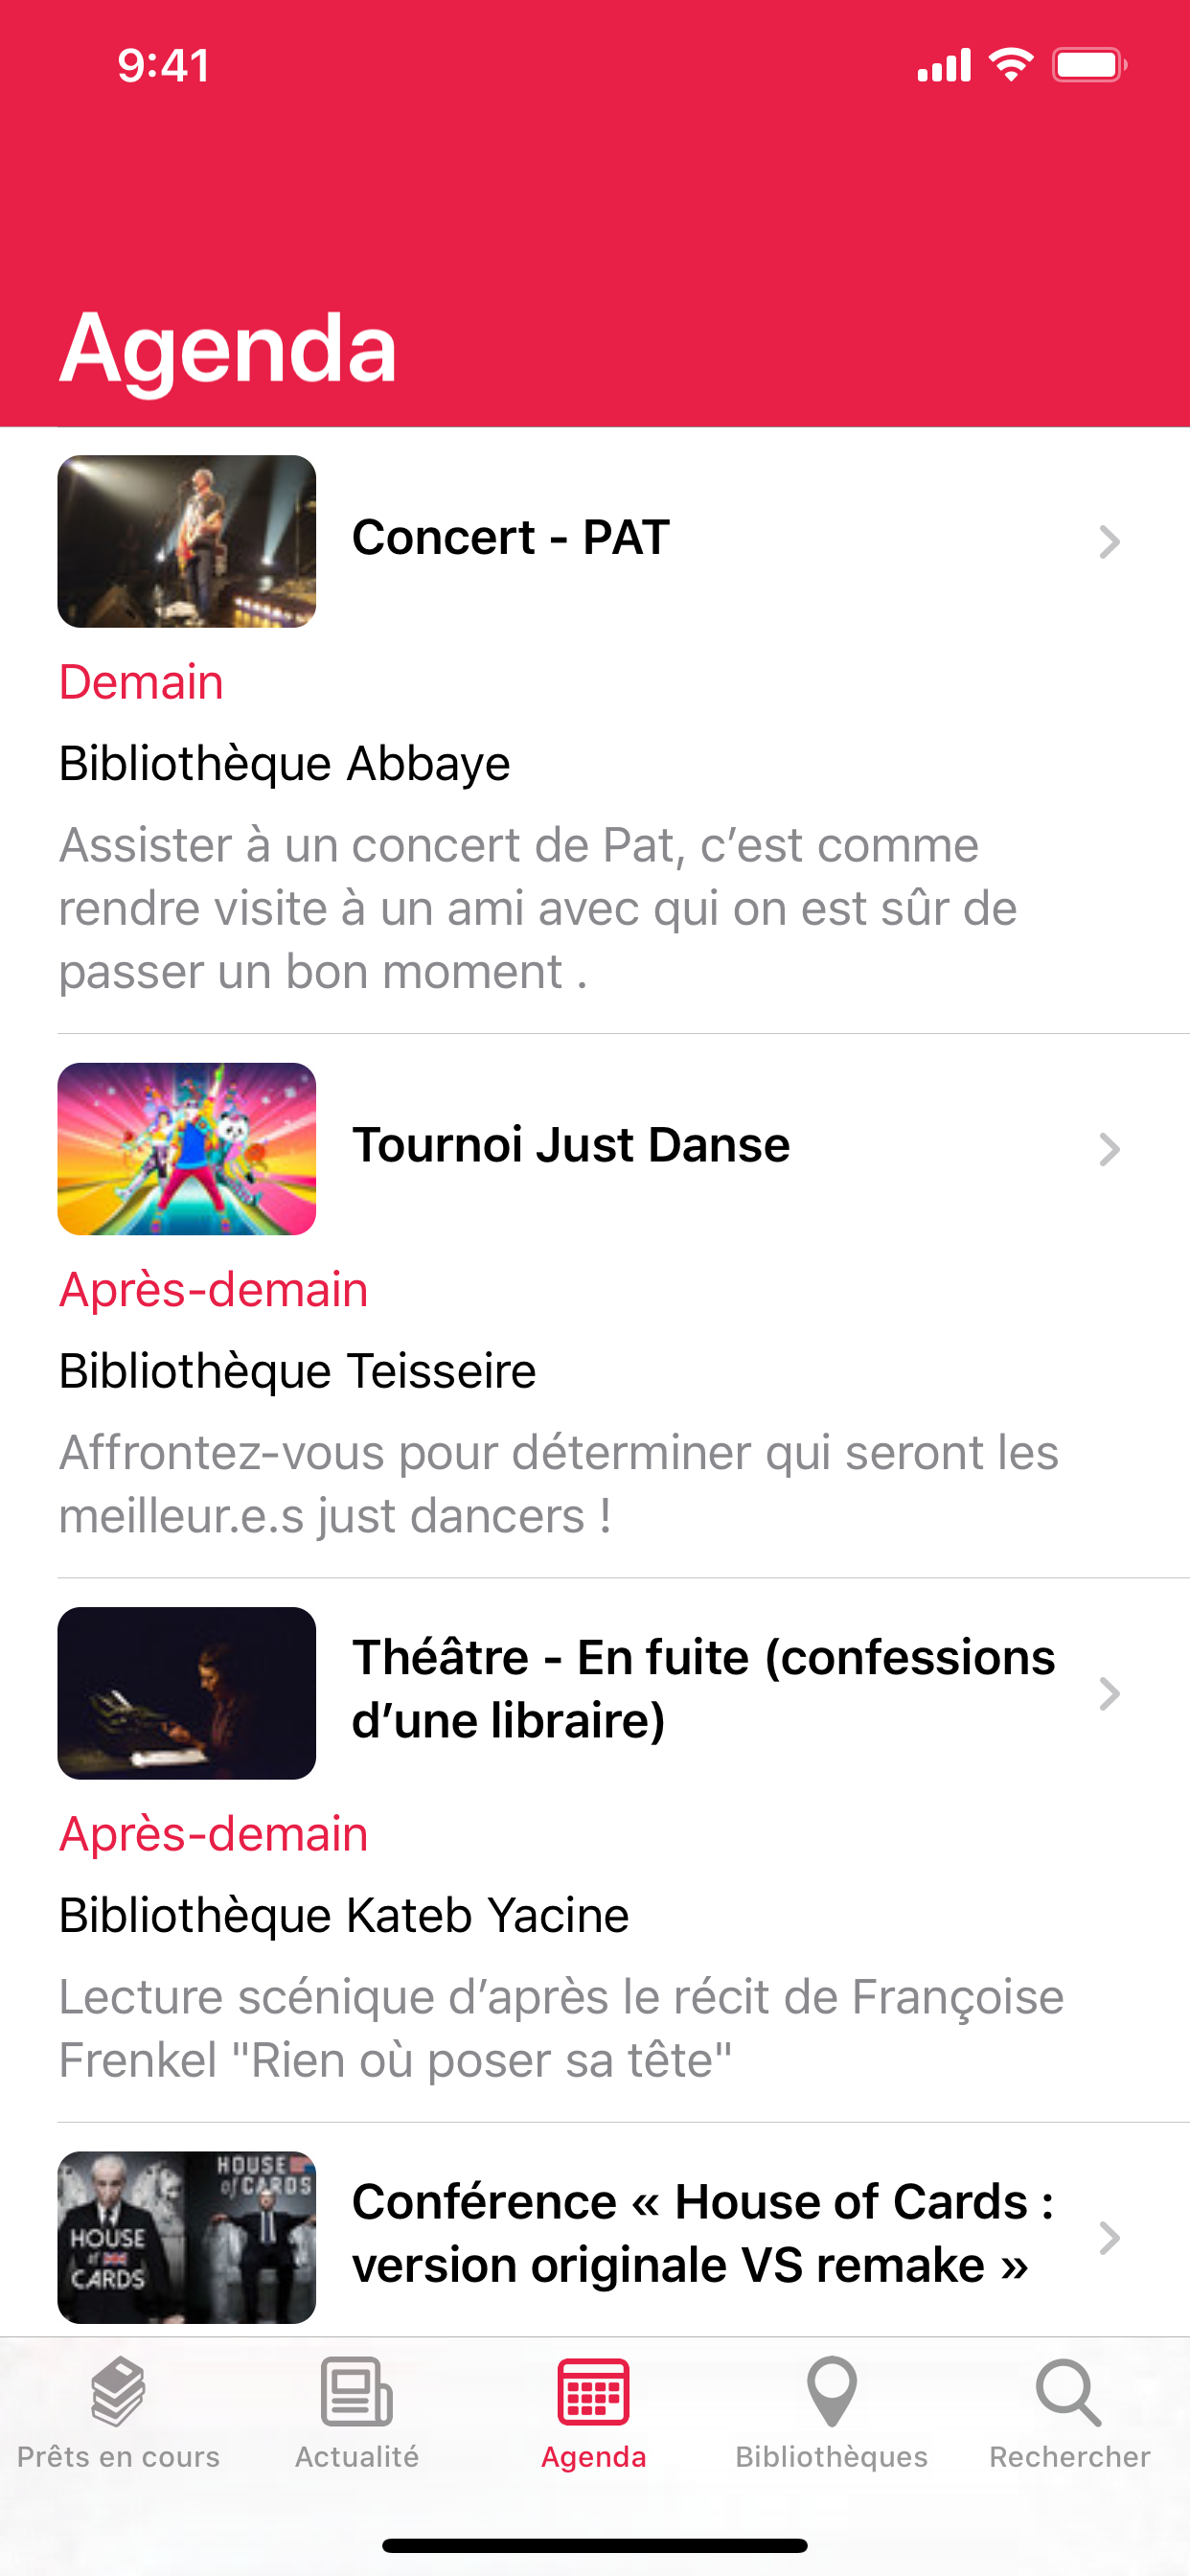 9:41
Agenda
Concert - PAT
Demain
Bibliothèque Abbaye
Assister à un concert de Pat, c’est comme
rendre visite à un ami avec qui on est sûr de
passer un bon moment .
Tournoi Just Danse
Après-demain
Bibliothèque Teisseire
Affrontez-vous pour déterminer qui seront les
meilleur.e.s just dancers !
Théâtre - En fuite (confessions
d’une libraire)
Après-demain
Bibliothèque Kateb Yacine
Lecture scénique d’après le récit de Françoise
Frenkel "Rien où poser sa tête"
HOUSE
of CARDS
HOUSE
of
CARDS
Conférence « House of Cards :
version originale VS remake »
Prêts en cours
Actualité
Agenda
Bibliothèques
Rechercher